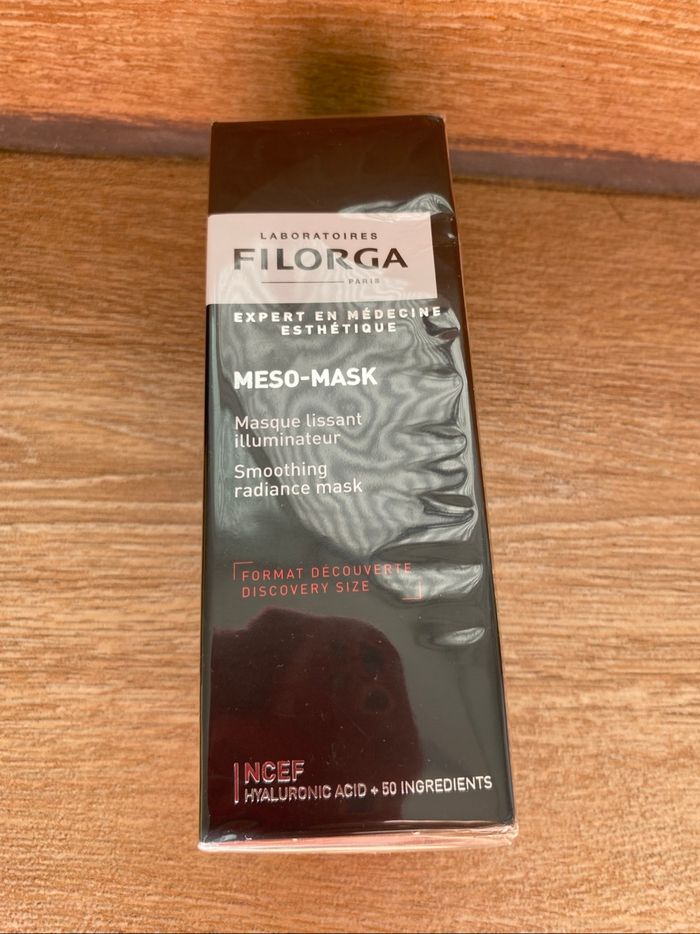 LABORATOIRES
FILORGA
PARIS
EXPERT EN MÉDECINE
ESTHÉTIQUE
MESO-MASK
Masque lissant
illuminateur
Smoothing
radiance mask
FORMAT DÉCOUVERTE
DISCOVERY SIZE
NCEF
HYALURONIC ACID + 50 INGREDIENTS